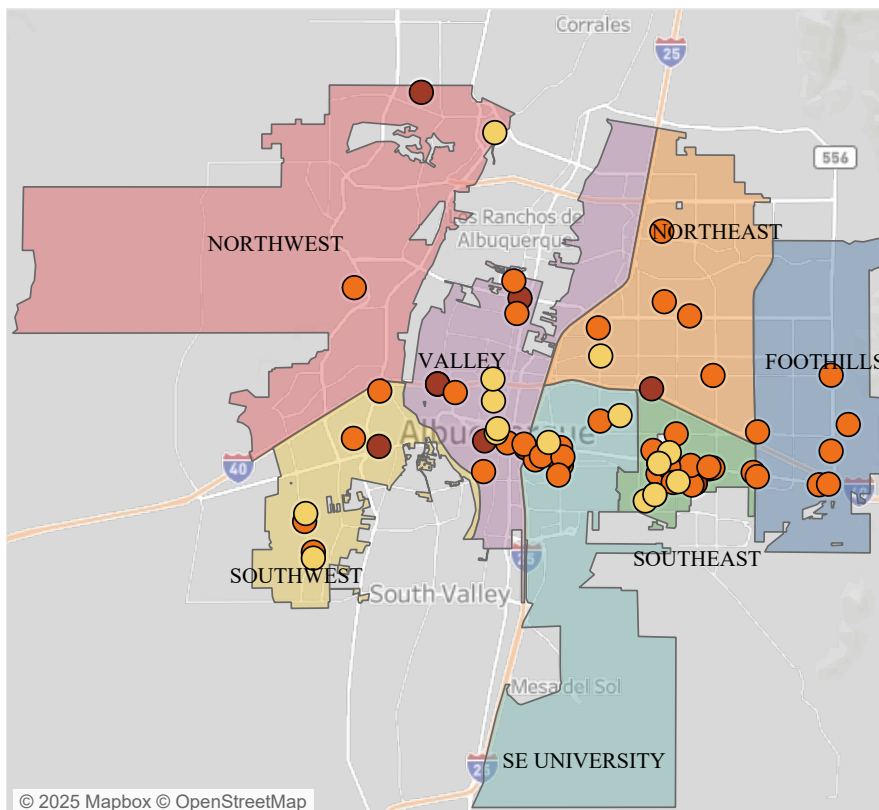 Corrales
25
556
Los Ranchos de
Albuquerque
NORTHWEST
NORTHEAST
VALLEY
FOOTHILLS
Albuquerque
40
40
SOUTHEAST
25
SOUTHWEST
South Valley
Mesa del Sol
SE UNIVERSITY
25
© 2025 Mapbox © OpenStreetMap